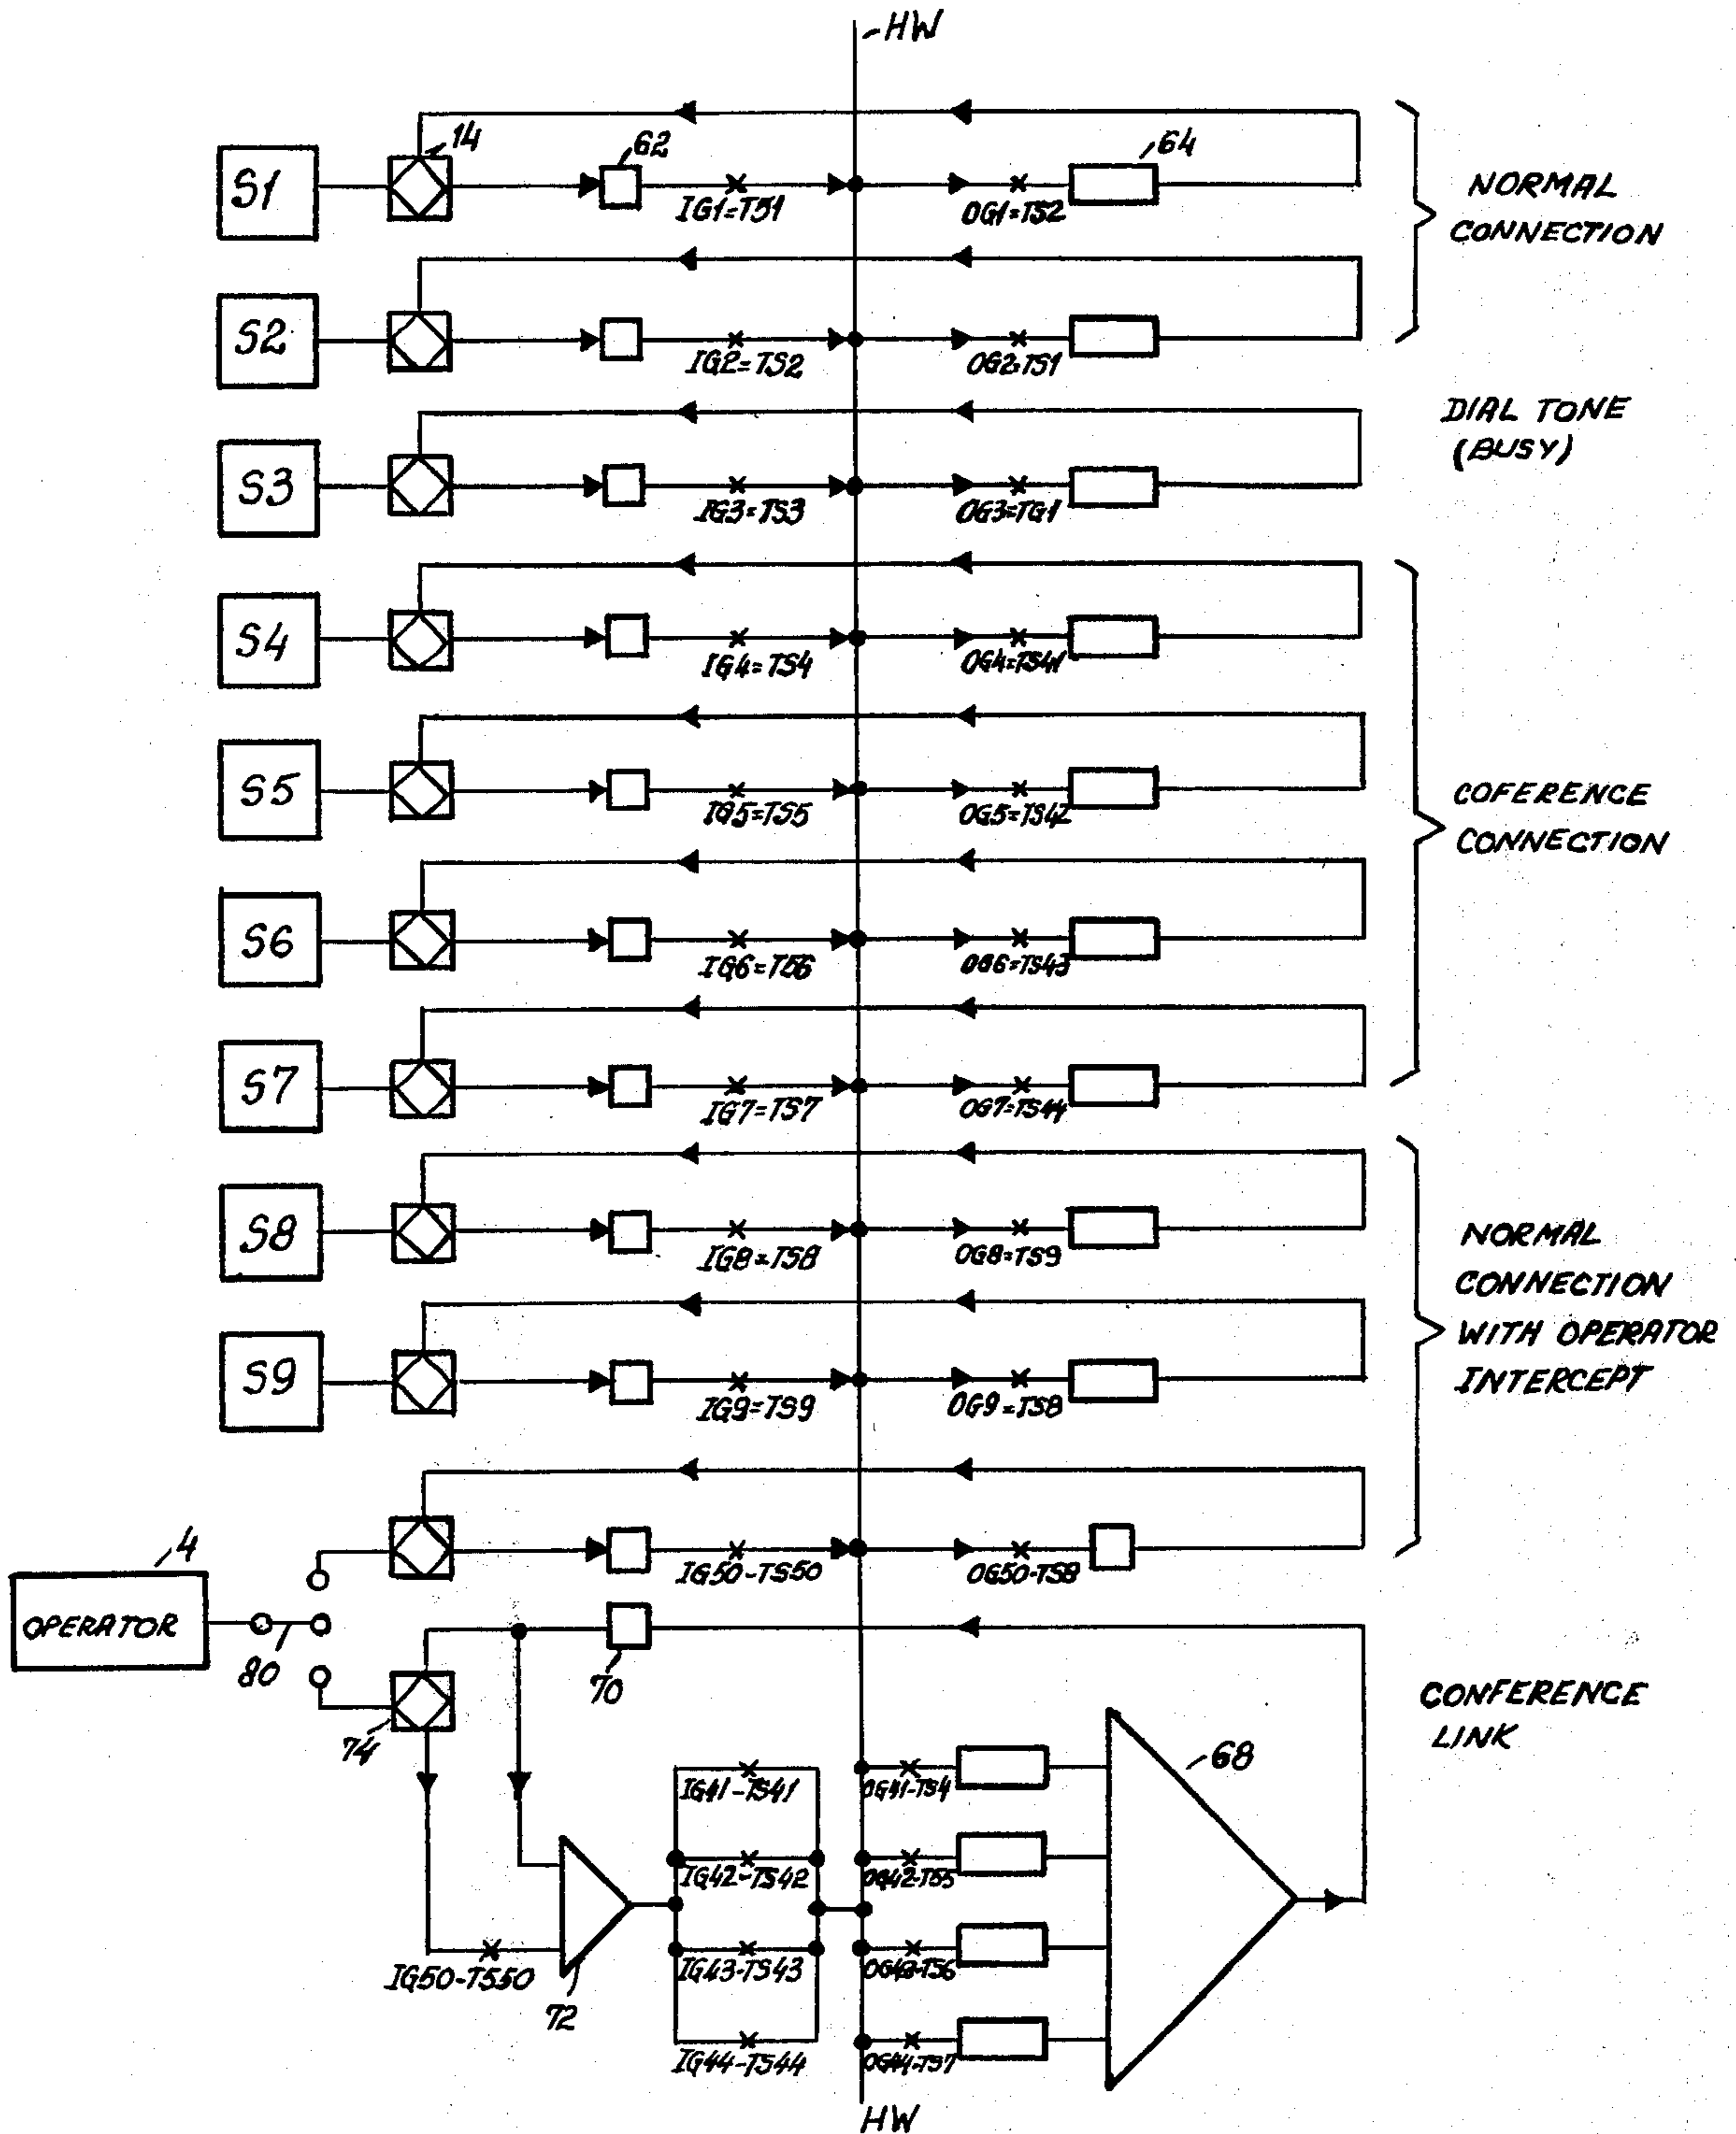 HW
14
62
64
S1
IG1=TS1
OG1=TS2
NORMAL
CONNECTION
S2
IG2=TS2
OG2=TS1
DIAL TONE
(BUSY)
S3
IG3=TS3
OG3=TG1
S4
IG4=TS4
OG4=TS41
S5
IG5=TS5
OG5=TS42
COFERENCE
CONNECTION
S6
IG6=TS6
OG6=TS43
S7
IG7=TS7
OG7=TS44
S8
IG8=TS8
OG8=TS9
NORMAL
CONNECTION
WITH OPERATOR
INTERCEPT
S9
IG9=TS9
OG9=TS8
4
IG50-TS50
OG50-TS8
OPERATOR
80
70
74
CONFERENCE
LINK
68
IG41-TS41
OG41-TS4
IG42-TS42
OG42-TS5
IG43-TS43
OG43-TS6
IG50-TS50
72
IG44-TS44
OG44-TS7
HW